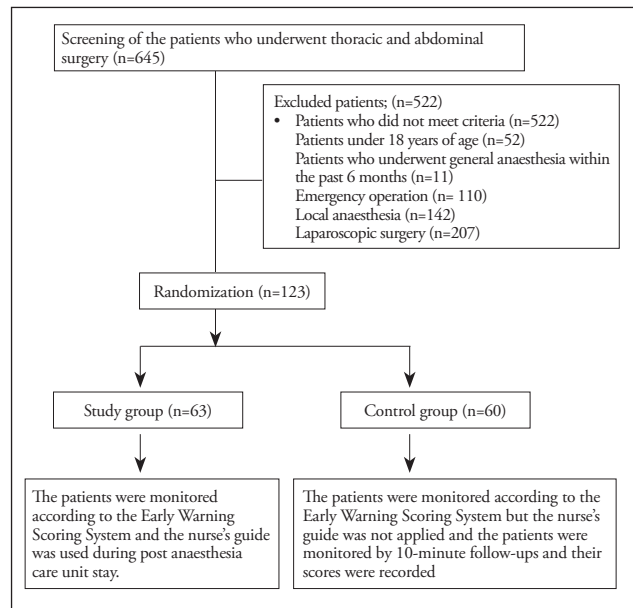 Screening of the patients who underwent thoracic and abdominal
surgery (n=645)
Excluded patients; (n=522)
• Patients who did not meet criteria (n=522)
Patients under 18 years of age (n=52)
Patients who underwent general anaesthesia within
the past 6 months (n=11)
Emergency operation (n= 110)
Local anaesthesia (n=142)
Laparoscopic surgery (n=207)
Randomization (n=123)
Study group (n=63)
Control group (n=60)
The patients were monitored
according to the Early Warning
Scoring System and the nurse's guide
was used during post anaesthesia
care unit stay.
The patients were monitored according to the
Early Warning Scoring System but the nurse's
guide was not applied and the patients were
monitored by 10-minute follow-ups and their
scores were recorded